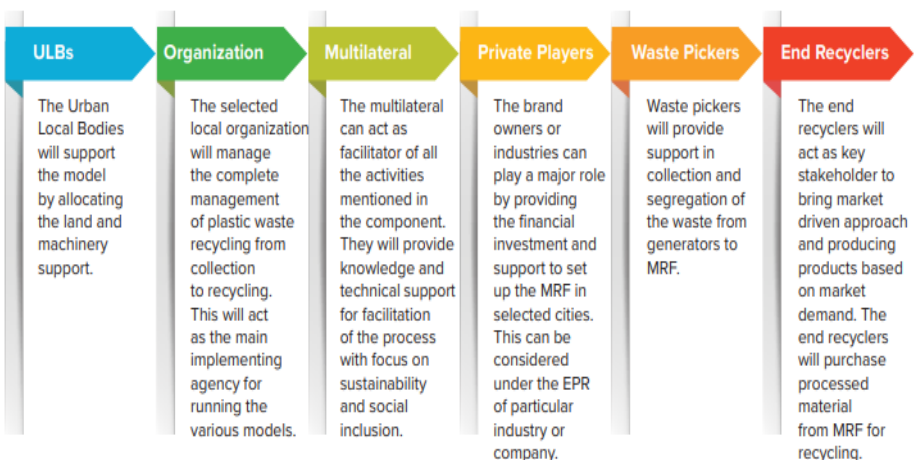 ULBs
The Urban
Local Bodies
will support
the model
by allocating
the land and
machinery
support.
Organization
The selected
local organization
will manage
the complete
management
of plastic waste
recycling from
collection
to recycling.
This will act
as the main
implementing
agency for
running the
various models.
Multilateral
The multilateral
can act as
facilitator of all
the activities
mentioned in
the component.
They will provide
knowledge and
technical support
for facilitation
of the process
with focus on
sustainability
and social
inclusion.
Private Players
The brand
owners or
industries can
play a major role
by providing
the financial
investment and
support to set
up the MRF in
selected cities.
This can be
considered
under the EPR
of particular
industry or
company.
Waste Pickers
Waste pickers
will provide
support in
collection and
segregation of
the waste from
generators to
MRF.
End Recyclers
The end
recyclers will
act as key
stakeholder to
bring market
driven approach
and producing
products based
on market
demand. The
end recyclers
will purchase
processed
material
from MRF for
recycling.